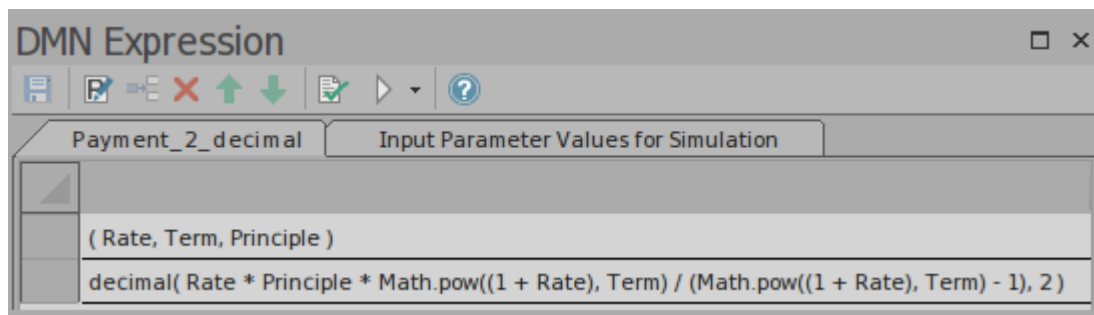 DMN Expression
Payment_2_decimal
Input Parameter Values for Simulation
( Rate, Term, Principle )
decimal( Rate * Principle * Math.pow((1 + Rate), Term) / (Math.pow((1 + Rate), Term) - 1), 2 )